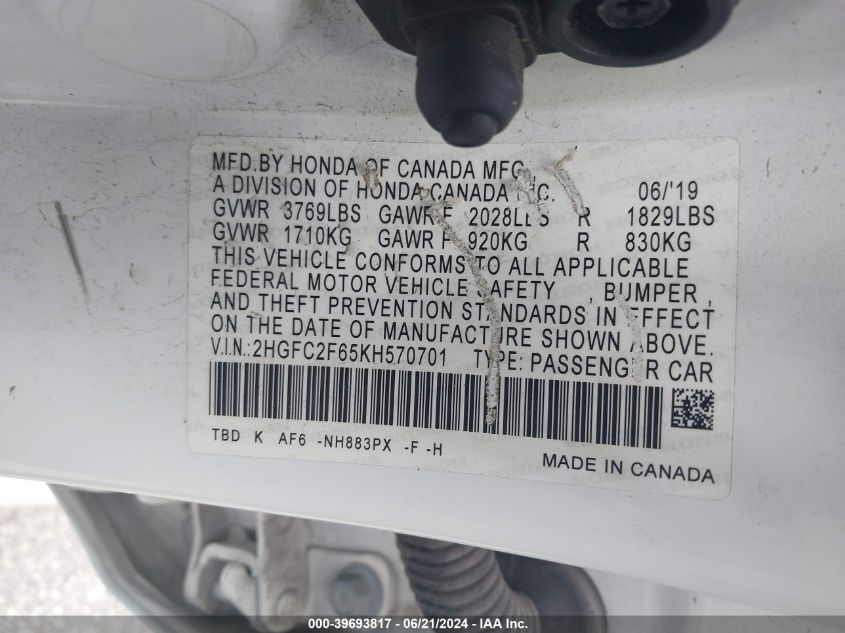 MFD.BY HONDA OF CANADA MFG.
A DIVISION OF HONDA CANADA INC. 06/'19
GVWR 3769LBS GAWR F 2028LBS R 1829LBS
GVWR 1710KG GAWR F 920KG R 830KG
THIS VEHICLE CONFORMS TO ALL APPLICABLE
FEDERAL MOTOR VEHICLE SAFETY , BUMPER ,
AND THEFT PREVENTION STANDARDS IN EFFECT
ON THE DATE OF MANUFACTURE SHOWN ABOVE.
V.I.N.:2HGFC2F65KH570701 TYPE: PASSENGER CAR
TBD K AF6 -NH883PX -F -H
MADE IN CANADA
000-39693817 - 06/21/2024 - IAA Inc.